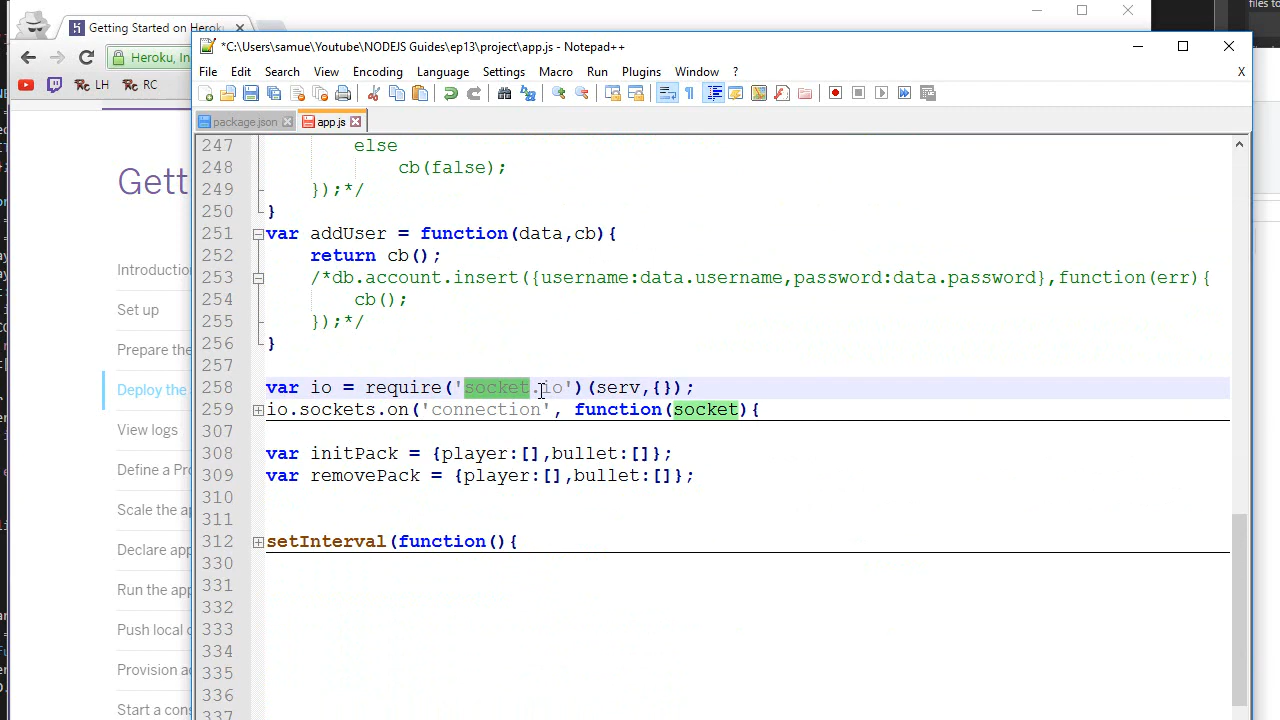 Getting Started on Heroku
files to
*C:\Users\samue\Youtube\NODEJS Guides\ep13\project\app.js - Notepad++
Heroku, In
File Edit Search View Encoding Language Settings Macro Run Plugins Window ? X
LH RC
package.json app.js
247 else
248 cb(false);
249 });*/
250 }
251 var addUser = function(data,cb){
252 return cb();
253 /*db.account.insert({username:data.username,password:data.password},function(err){
254 cb();
255 });*/
256 }
257
258 var io = require('socket.io')(serv,{});
259 io.sockets.on('connection', function(socket){
307
308 var initPack = {player:[],bullet:[]};
309 var removePack = {player:[],bullet:[]};
310
311
312 setInterval(function(){
330
331
332
333
334
335
336
337
Gett
Introduction
Set up
Prepare the
Deploy the
View logs
Define a Pro
Scale the ap
Declare app
Run the app
Push local c
Provision ad
Start a cons